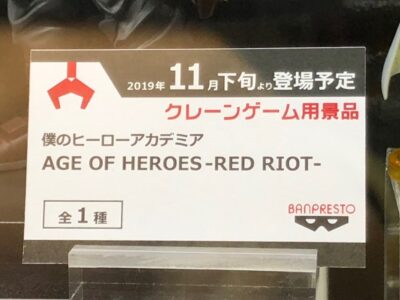 2019年 11月下旬より登場予定
クレーンゲーム用景品
僕のヒーローアカデミア
AGE OF HEROES-RED RIOT-
全1種
BANPRESTO